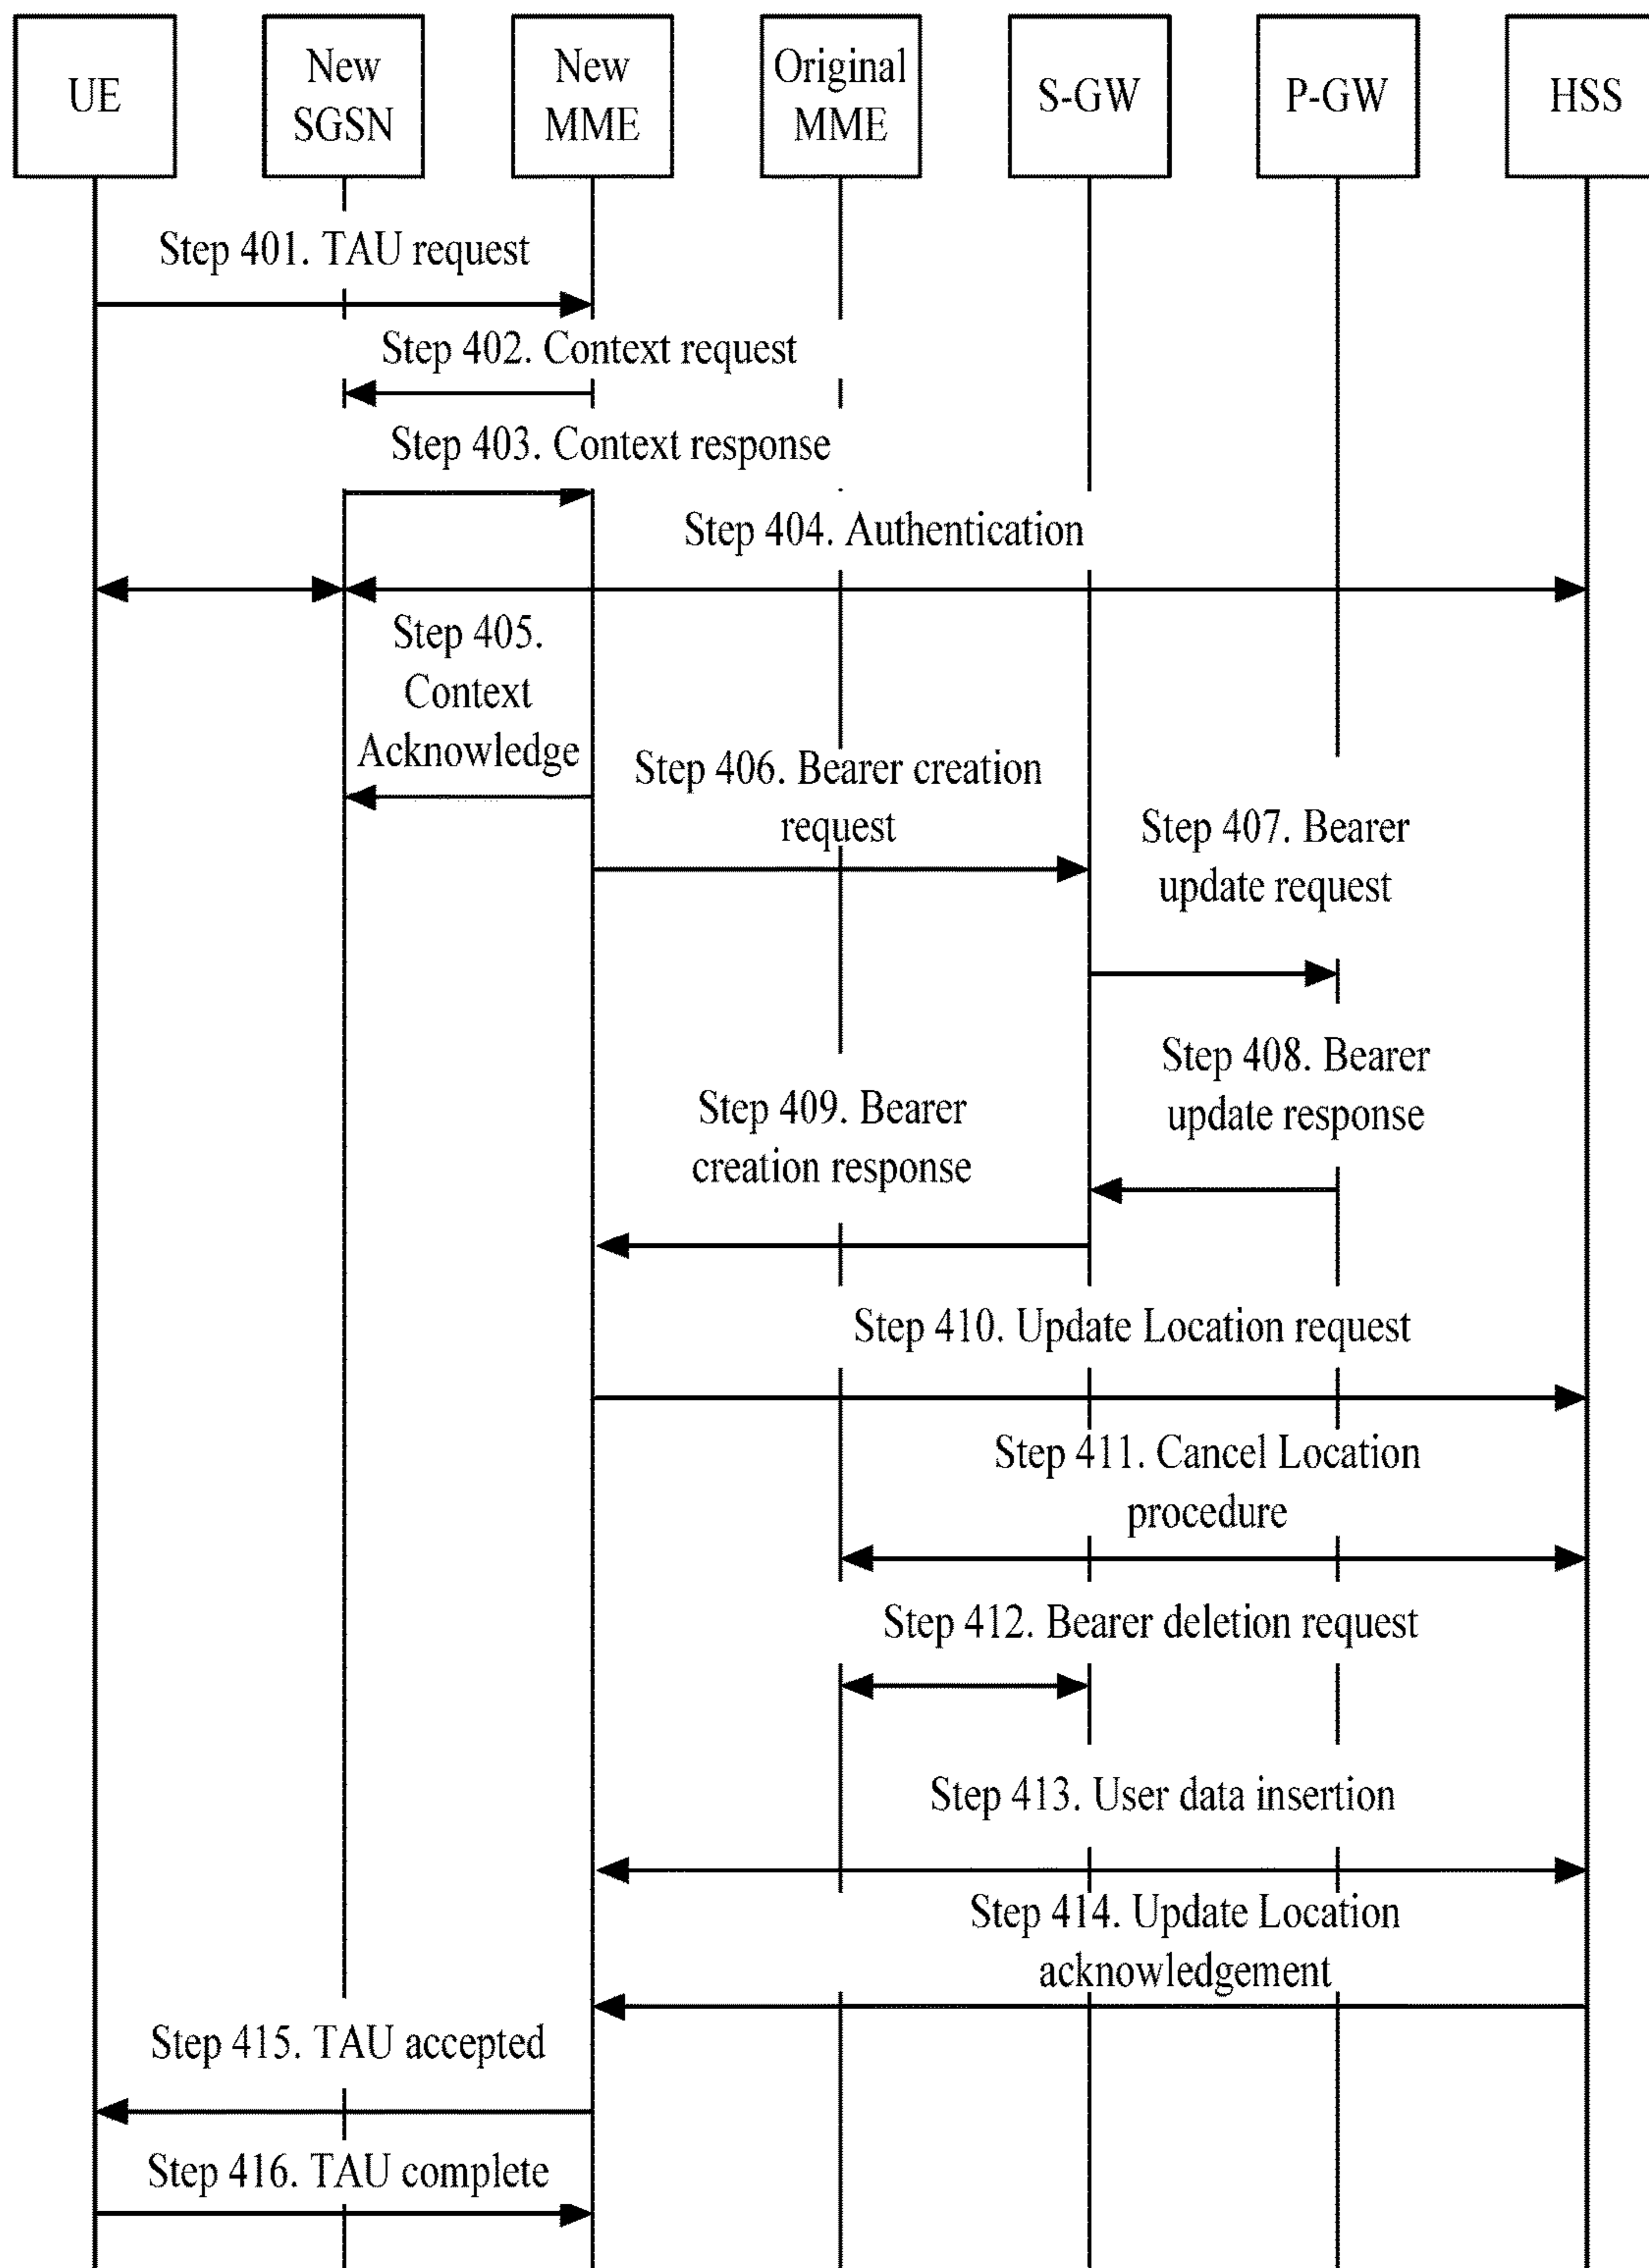 UE
New
SGSN
New
MME
Original
MME
S-GW
P-GW
HSS
Step 401. TAU request
Step 402. Context request
Step 403. Context response
Step 404. Authentication
Step 405.
Context
Acknowledge
Step 406. Bearer creation
request
Step 407. Bearer
update request
Step 408. Bearer
update response
Step 409. Bearer
creation response
Step 410. Update Location request
Step 411. Cancel Location
procedure
Step 412. Bearer deletion request
Step 413. User data insertion
Step 414. Update Location
acknowledgement
Step 415. TAU accepted
Step 416. TAU complete